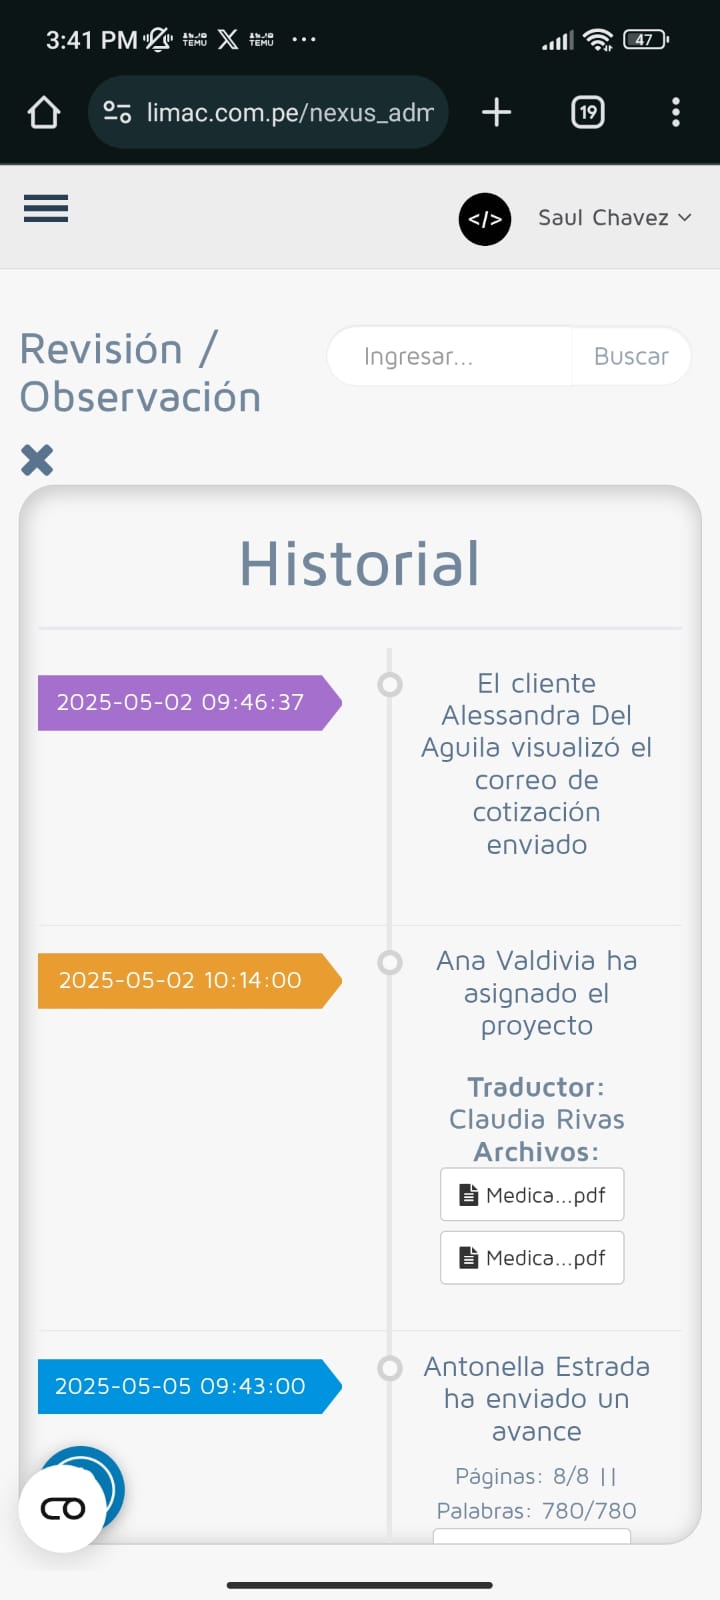 3:41 PM TEMU X TEMU ... 47
limac.com.pe/nexus_adm 19
</> Saul Chavez
Revisión /
Observación
Ingresar... Buscar
Historial
2025-05-02 09:46:37
El cliente
Alessandra Del
Aguila visualizó el
correo de
cotización
enviado
2025-05-02 10:14:00
Ana Valdivia ha
asignado el
proyecto
Traductor:
Claudia Rivas
Archivos:
Medica...pdf
Medica...pdf
2025-05-05 09:43:00
Antonella Estrada
ha enviado un
avance
Páginas: 8/8 ||
Palabras: 780/780